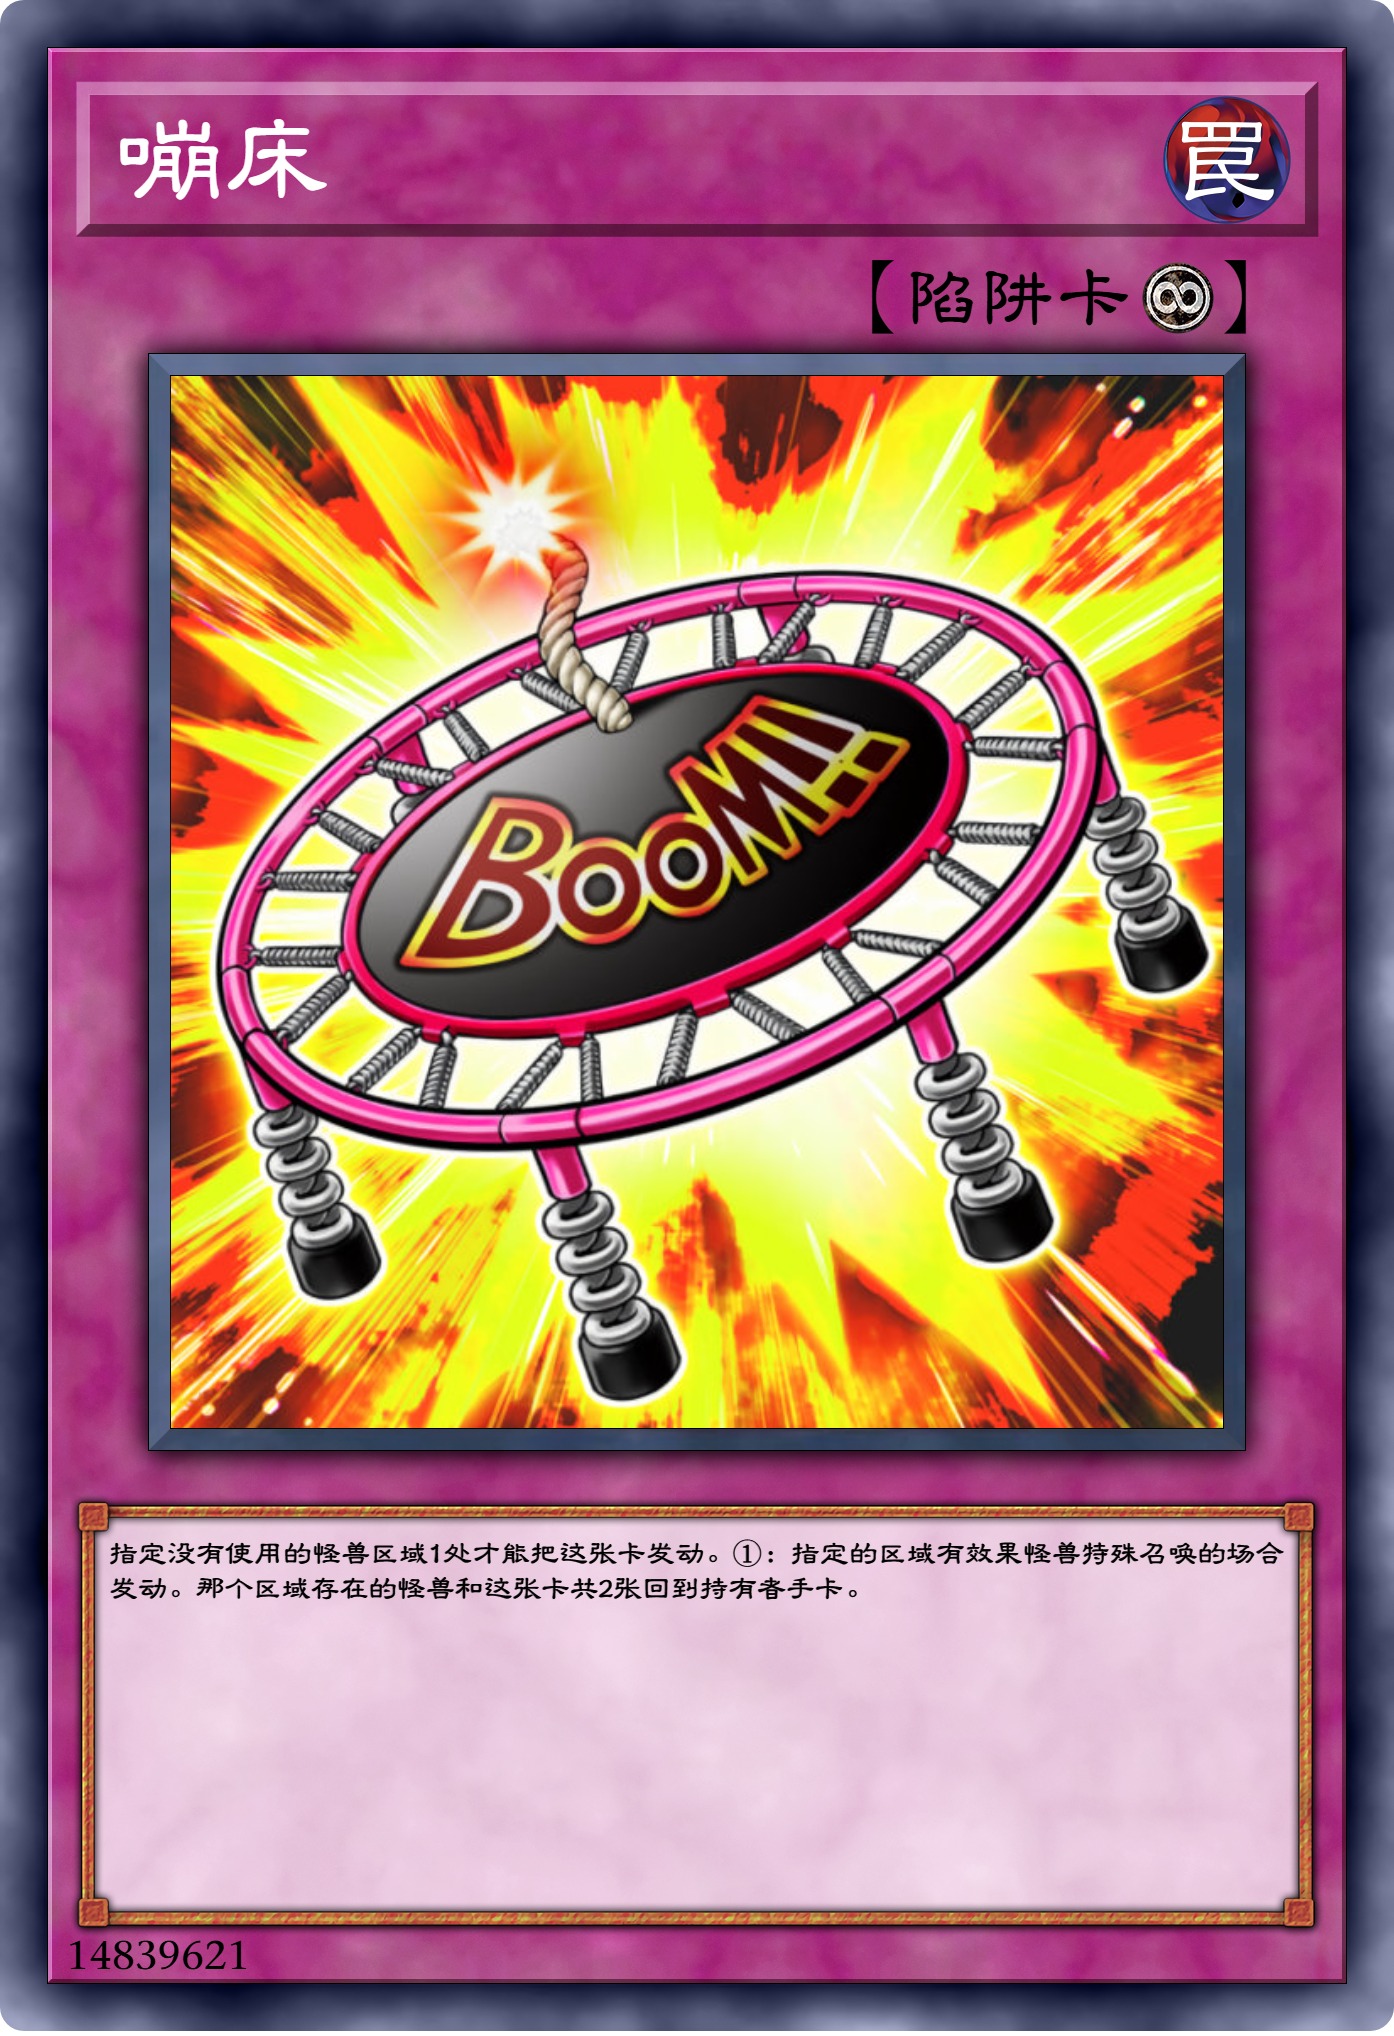 嘣床
罠
【陷阱卡∞】
BOOM!!
指定没有使用的怪兽区域1处才能把这张卡发动。①：指定的区域有效果怪兽特殊召唤的场合
发动。那个区域存在的怪兽和这张卡共2张回到持有者手卡。
14839621